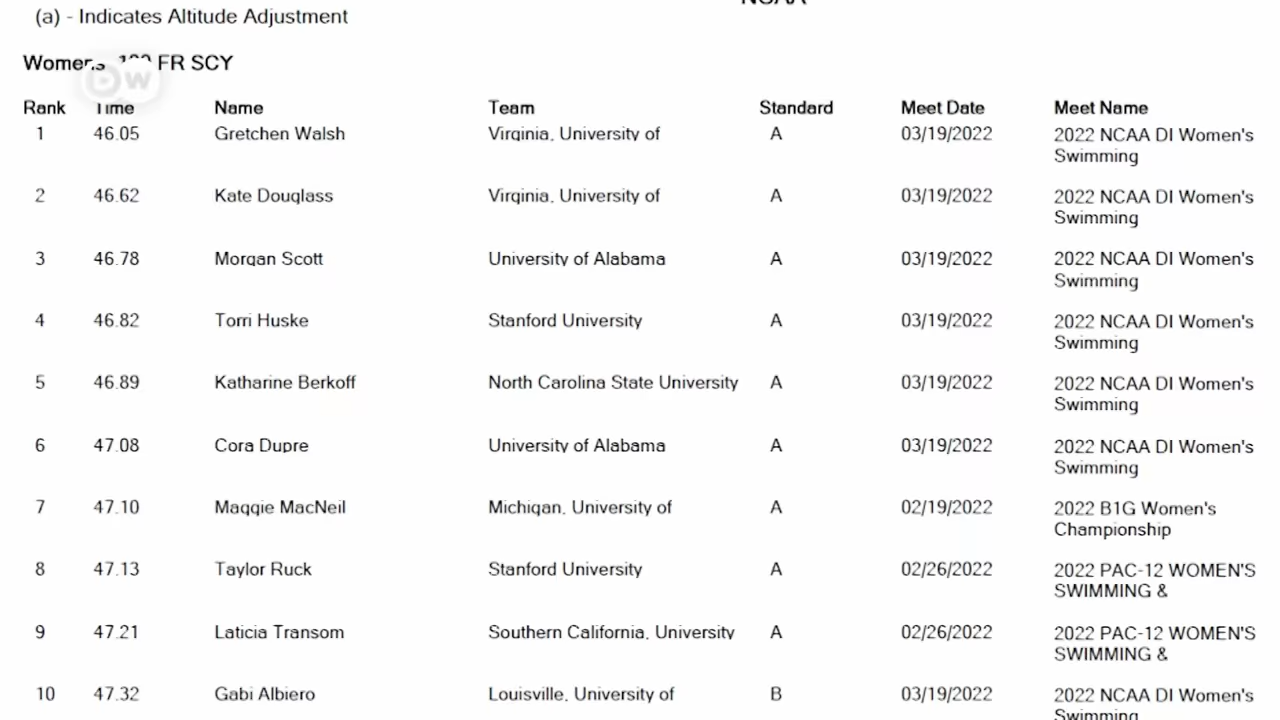 NCAA
(a) - Indicates Altitude Adjustment
Womens 100 FR SCY
DW
Rank Time Name Team Standard Meet Date Meet Name
1 46.05 Gretchen Walsh Virginia, University of A 03/19/2022 2022 NCAA DI Women's
Swimming
2 46.62 Kate Douglass Virginia, University of A 03/19/2022 2022 NCAA DI Women's
Swimming
3 46.78 Morgan Scott University of Alabama A 03/19/2022 2022 NCAA DI Women's
Swimming
4 46.82 Torri Huske Stanford University A 03/19/2022 2022 NCAA DI Women's
Swimming
5 46.89 Katharine Berkoff North Carolina State University A 03/19/2022 2022 NCAA DI Women's
Swimming
6 47.08 Cora Dupre University of Alabama A 03/19/2022 2022 NCAA DI Women's
Swimming
7 47.10 Maggie MacNeil Michigan, University of A 02/19/2022 2022 B1G Women's
Championship
8 47.13 Taylor Ruck Stanford University A 02/26/2022 2022 PAC-12 WOMEN'S
SWIMMING &
9 47.21 Laticia Transom Southern California, University A 02/26/2022 2022 PAC-12 WOMEN'S
SWIMMING &
10 47.32 Gabi Albiero Louisville, University of B 03/19/2022 2022 NCAA DI Women's
Swimming